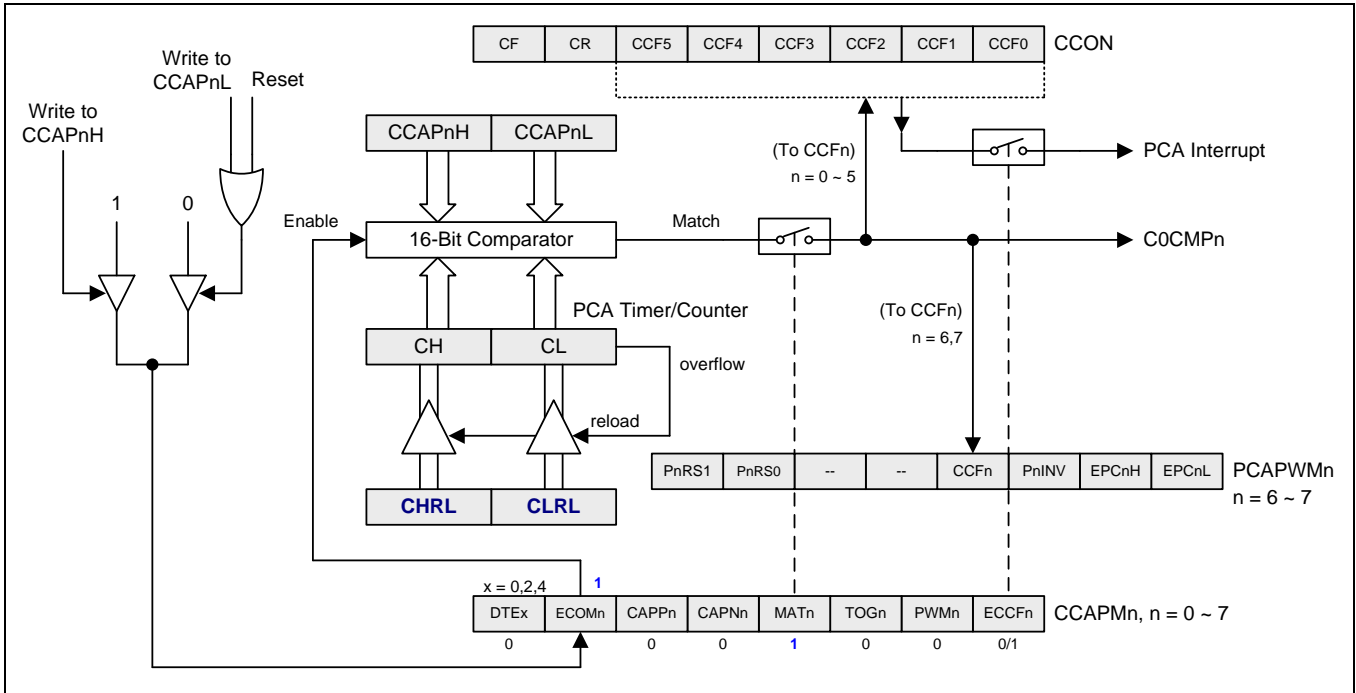 CF CR CCF5 CCF4 CCF3 CCF2 CCF1 CCF0 CCON
Write to
CCAPnL
Reset
Write to
CCAPnH
CCAPnH CCAPnL
(To CCFn)
n = 0 ~ 5
PCA Interrupt
1 0
Enable
16-Bit Comparator
Match
C0CMPn
PCA Timer/Counter
(To CCFn)
n = 6,7
CH CL
overflow
reload
PnRS1 PnRS0 -- -- CCFn PnINV EPCnH EPCnL PCAPWMn
n = 6 ~ 7
CHRL CLRL
x = 0,2,4 1
DTEx ECOMn CAPPn CAPNn MATn TOGn PWMn ECCFn CCAPMn, n = 0 ~ 7
0 0 0 1 0 0 0/1